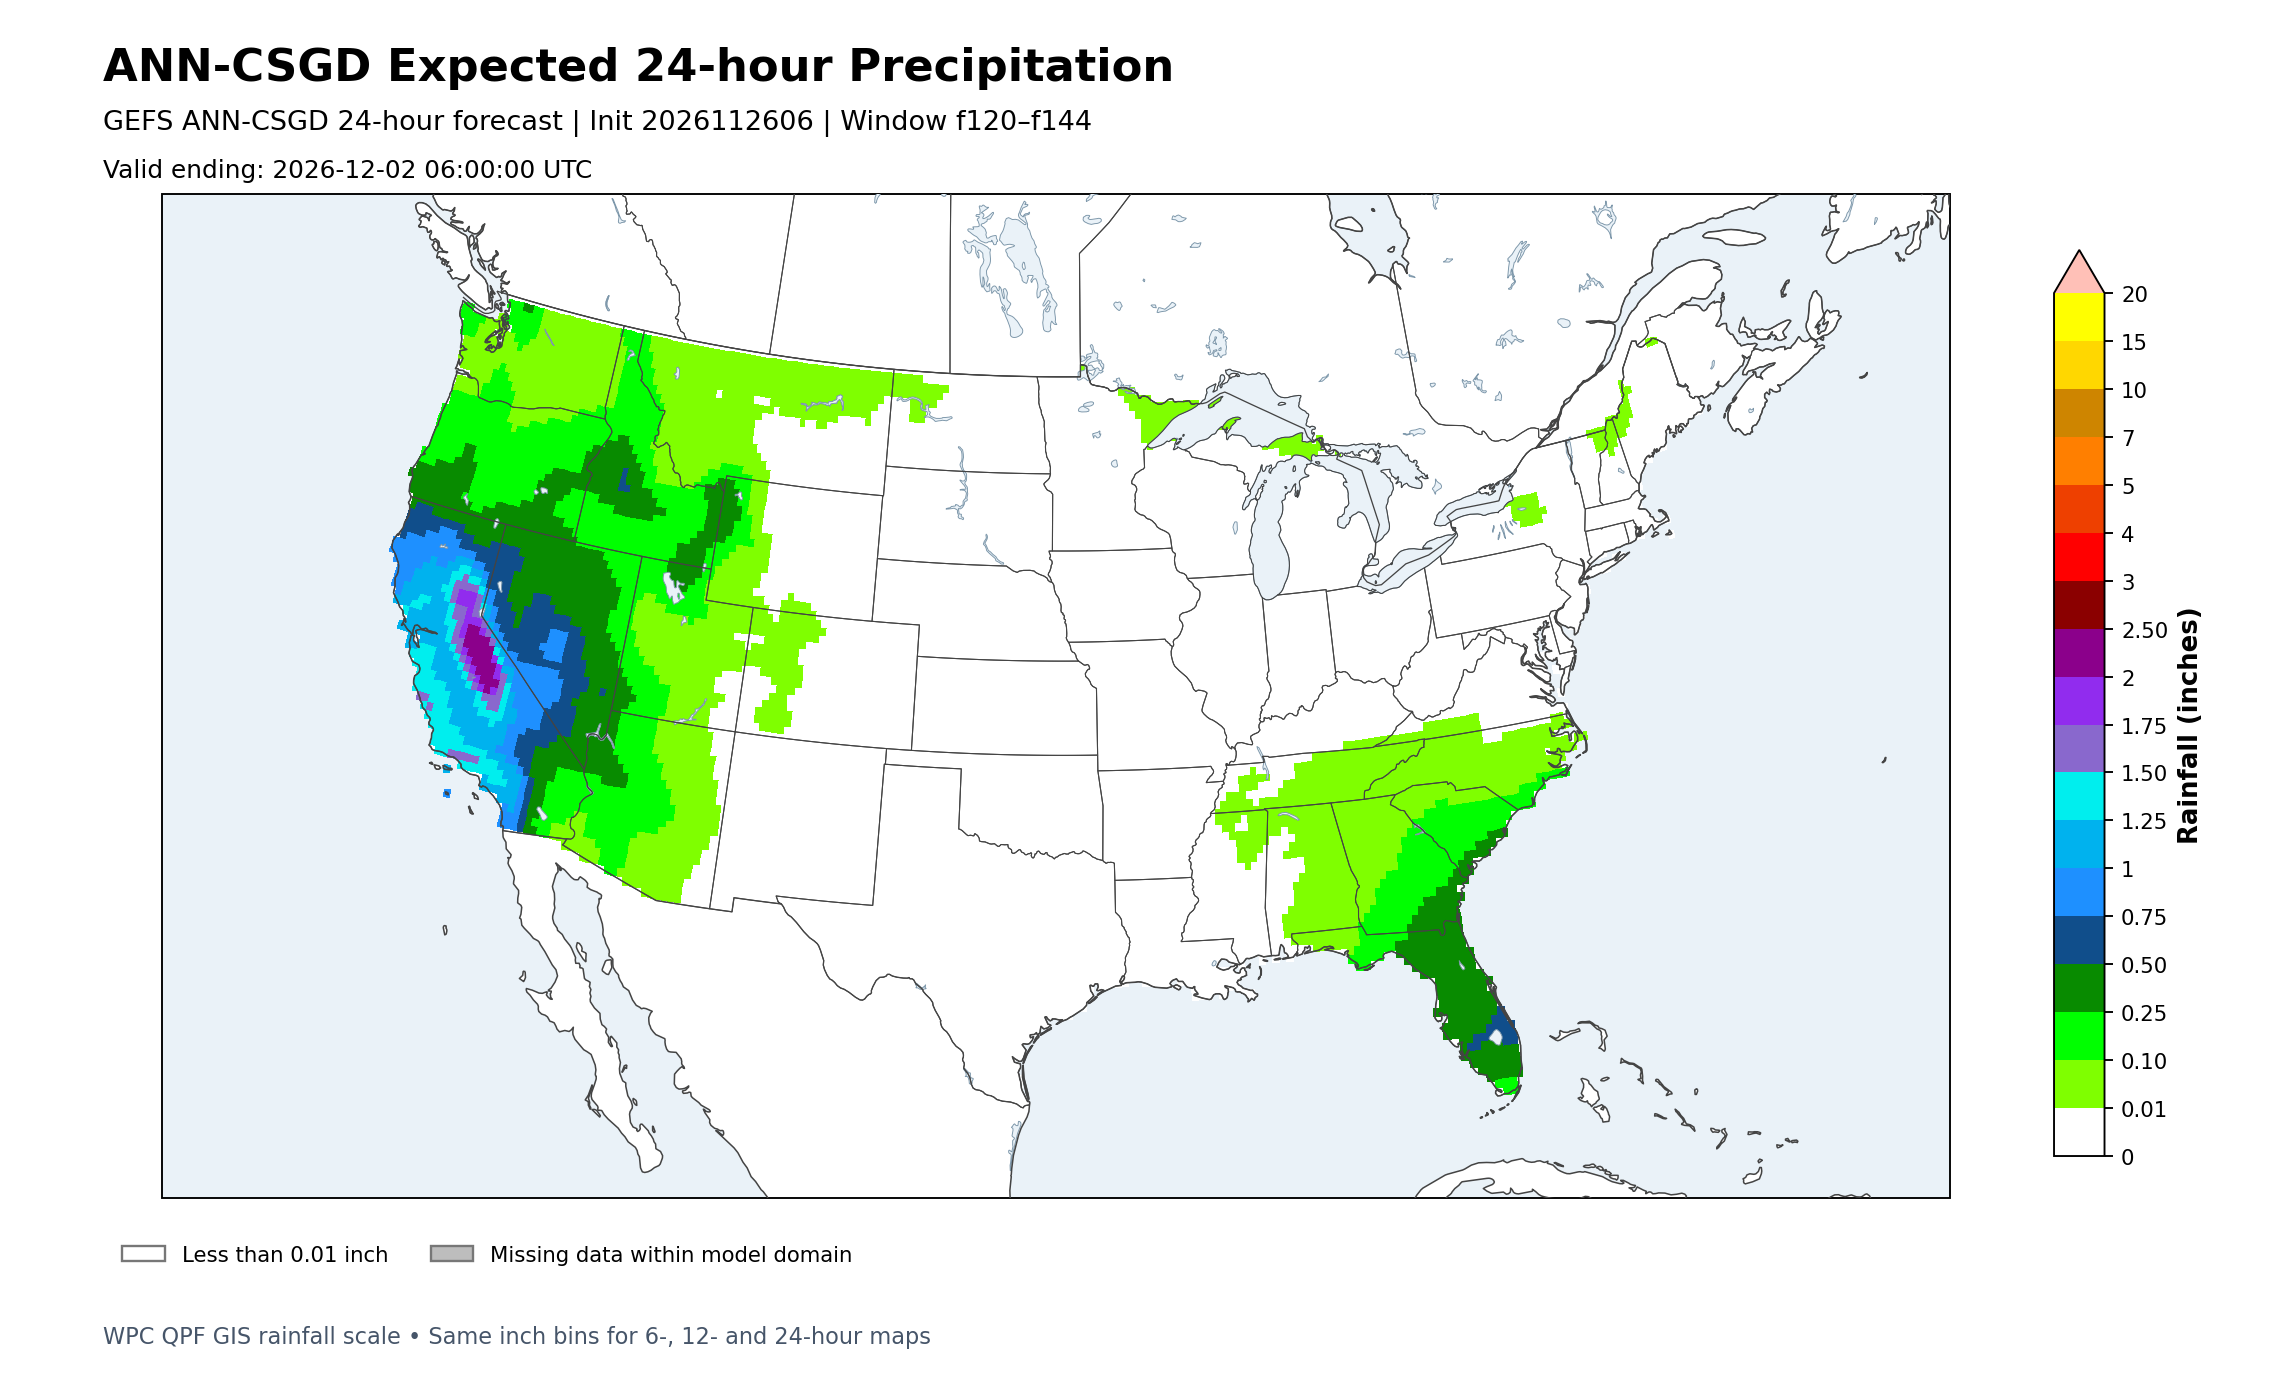 ANN-CSGD Expected 24-hour Precipitation
GEFS ANN-CSGD 24-hour forecast | Init 2026112606 | Window f120–f144
Valid ending: 2026-12-02 06:00:00 UTC
20
15
10
7
5
4
3
2.50
2
1.75
1.50
1.25
1
0.75
0.50
0.25
0.10
0.01
0
Rainfall (inches)
Less than 0.01 inch
Missing data within model domain
WPC QPF GIS rainfall scale • Same inch bins for 6-, 12- and 24-hour maps